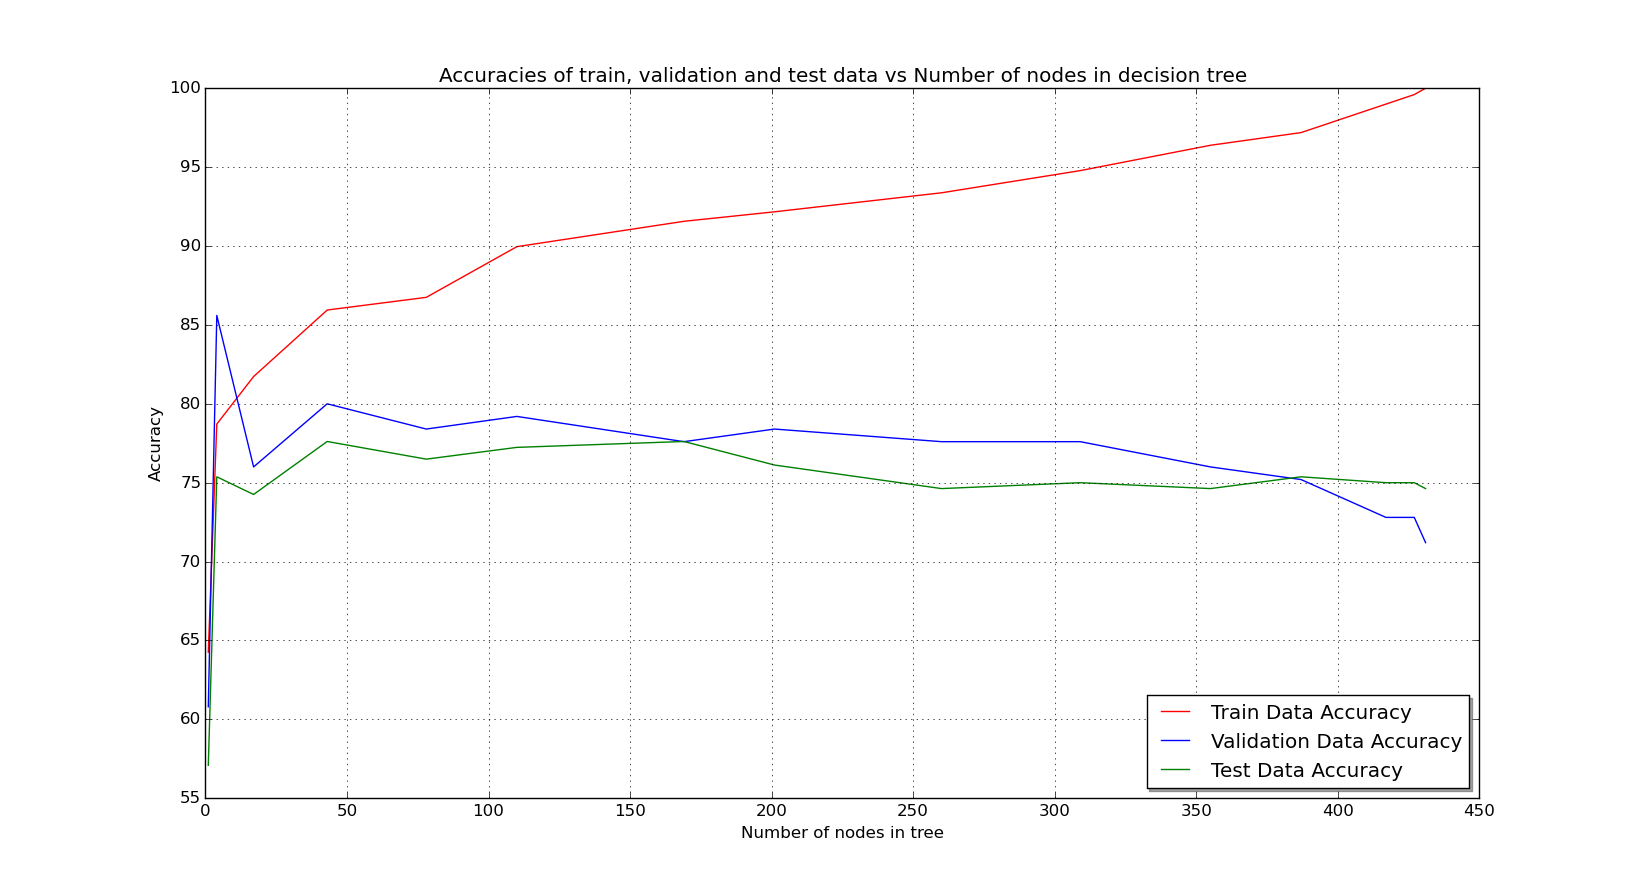 Accuracies of train, validation and test data vs Number of nodes in decision tree
100
95
90
85
80
75
70
65
60
55
Accuracy
0 50 100 150 200 250 300 350 400 450
Number of nodes in tree
Train Data Accuracy
Validation Data Accuracy
Test Data Accuracy